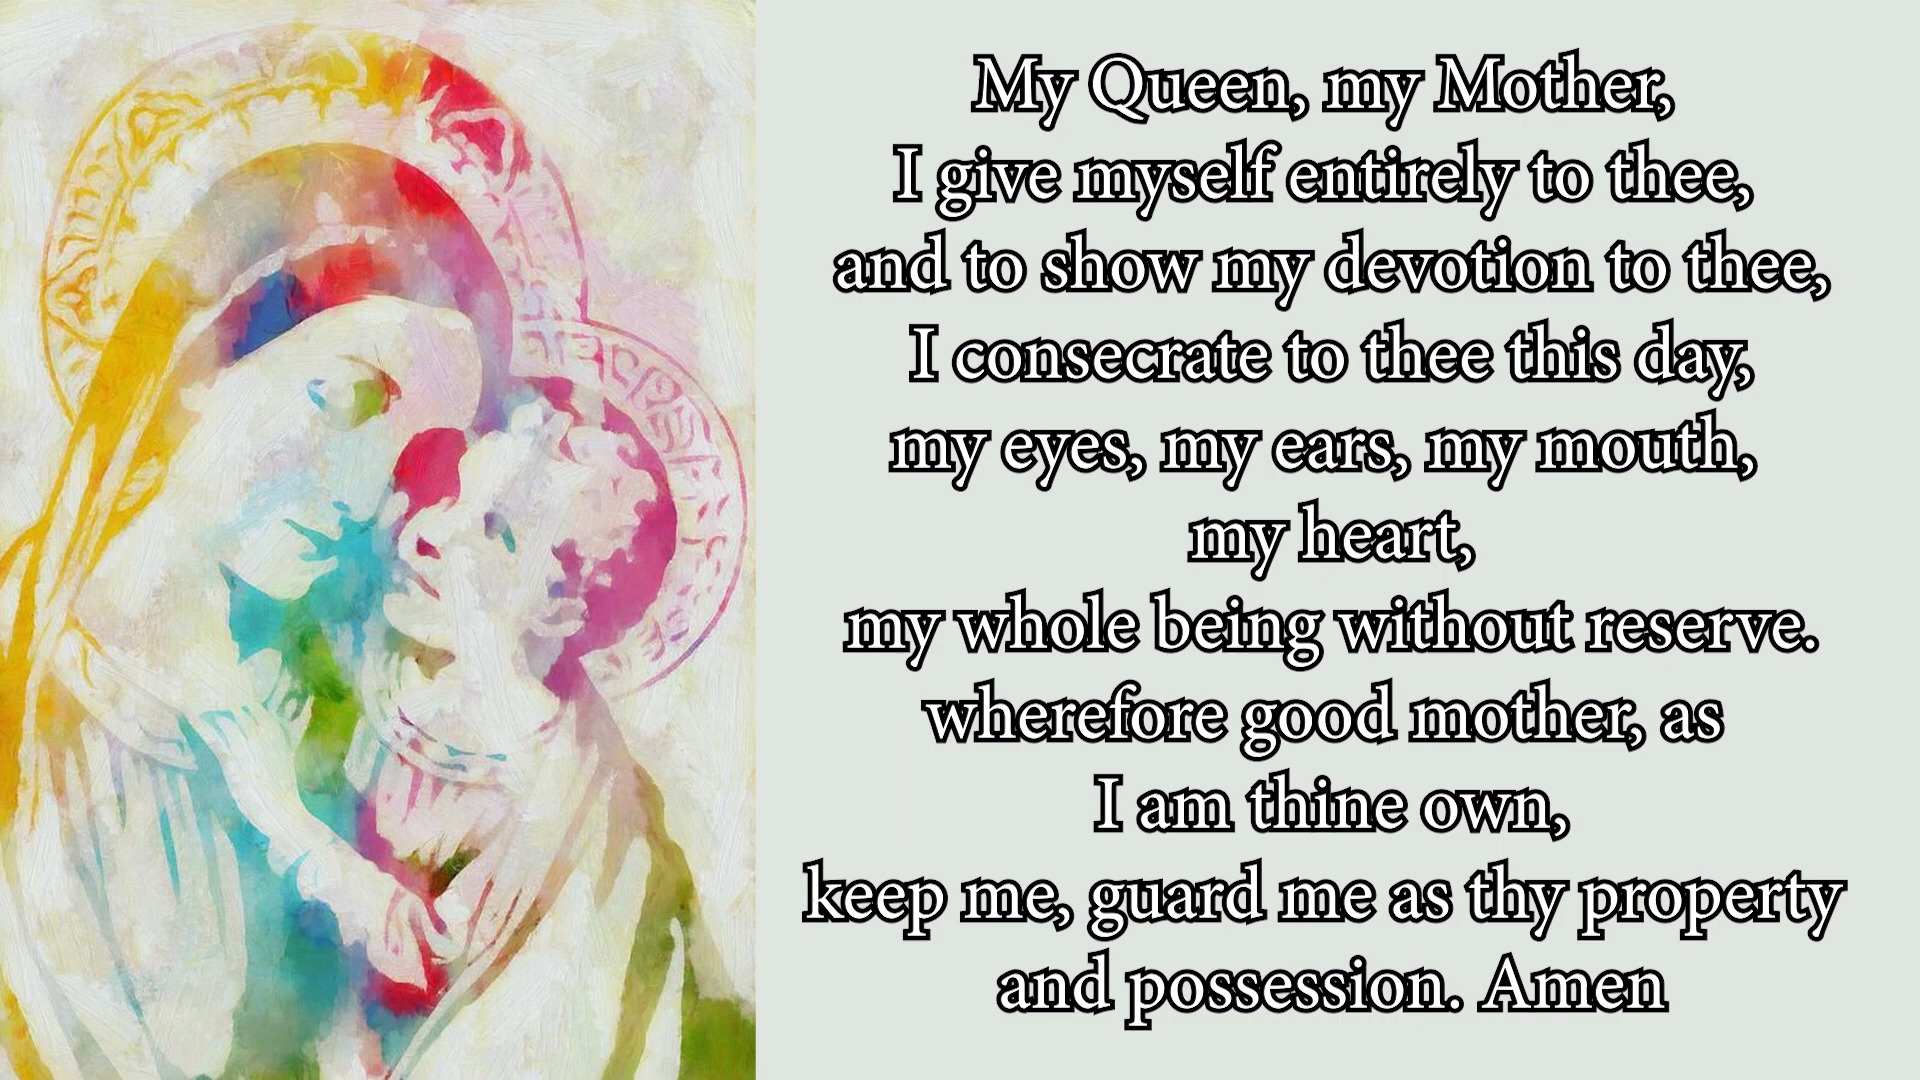 My Queen, my Mother,
I give myself entirely to thee,
and to show my devotion to thee,
I consecrate to thee this day,
my eyes, my ears, my mouth,
my heart,
my whole being without reserve.
wherefore good mother, as
I am thine own,
keep me, guard me as thy property
and possession. Amen